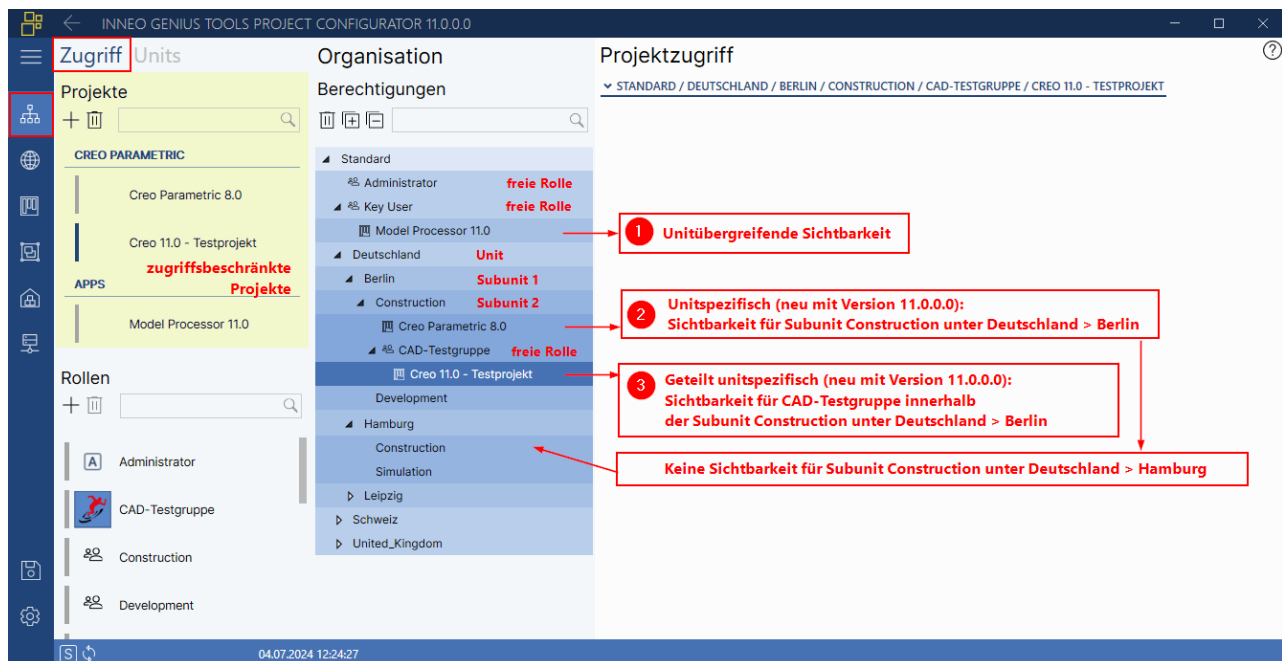 INNEO GENIUS TOOLS PROJECT CONFIGURATOR 11.0.0.0
Zugriff Units
Projekte
CREO PARAMETRIC
Creo Parametric 8.0
Creo 11.0 - Testprojekt
zugriffsbeschränkte
Projekte
APPS
Model Processor 11.0
Rollen
A Administrator
CAD-Testgruppe
Construction
Development
Organisation
Berechtigungen
Standard
Administrator freie Rolle
Key User freie Rolle
Model Processor 11.0
Deutschland Unit
Berlin Subunit 1
Construction Subunit 2
Creo Parametric 8.0
CAD-Testgruppe freie Rolle
Creo 11.0 - Testprojekt
Development
Hamburg
Construction
Simulation
Leipzig
Schweiz
United_Kingdom
Projektzugriff
STANDARD / DEUTSCHLAND / BERLIN / CONSTRUCTION / CAD-TESTGRUPPE / CREO 11.0 - TESTPROJEKT
1 Unitübergreifende Sichtbarkeit
2 Unitspezifisch (neu mit Version 11.0.0.0):
Sichtbarkeit für Subunit Construction unter Deutschland > Berlin
3 Geteilt unitspezifisch (neu mit Version 11.0.0.0):
Sichtbarkeit für CAD-Testgruppe innerhalb
der Subunit Construction unter Deutschland > Berlin
Keine Sichtbarkeit für Subunit Construction unter Deutschland > Hamburg
?
S 04.07.2024 12:24:27